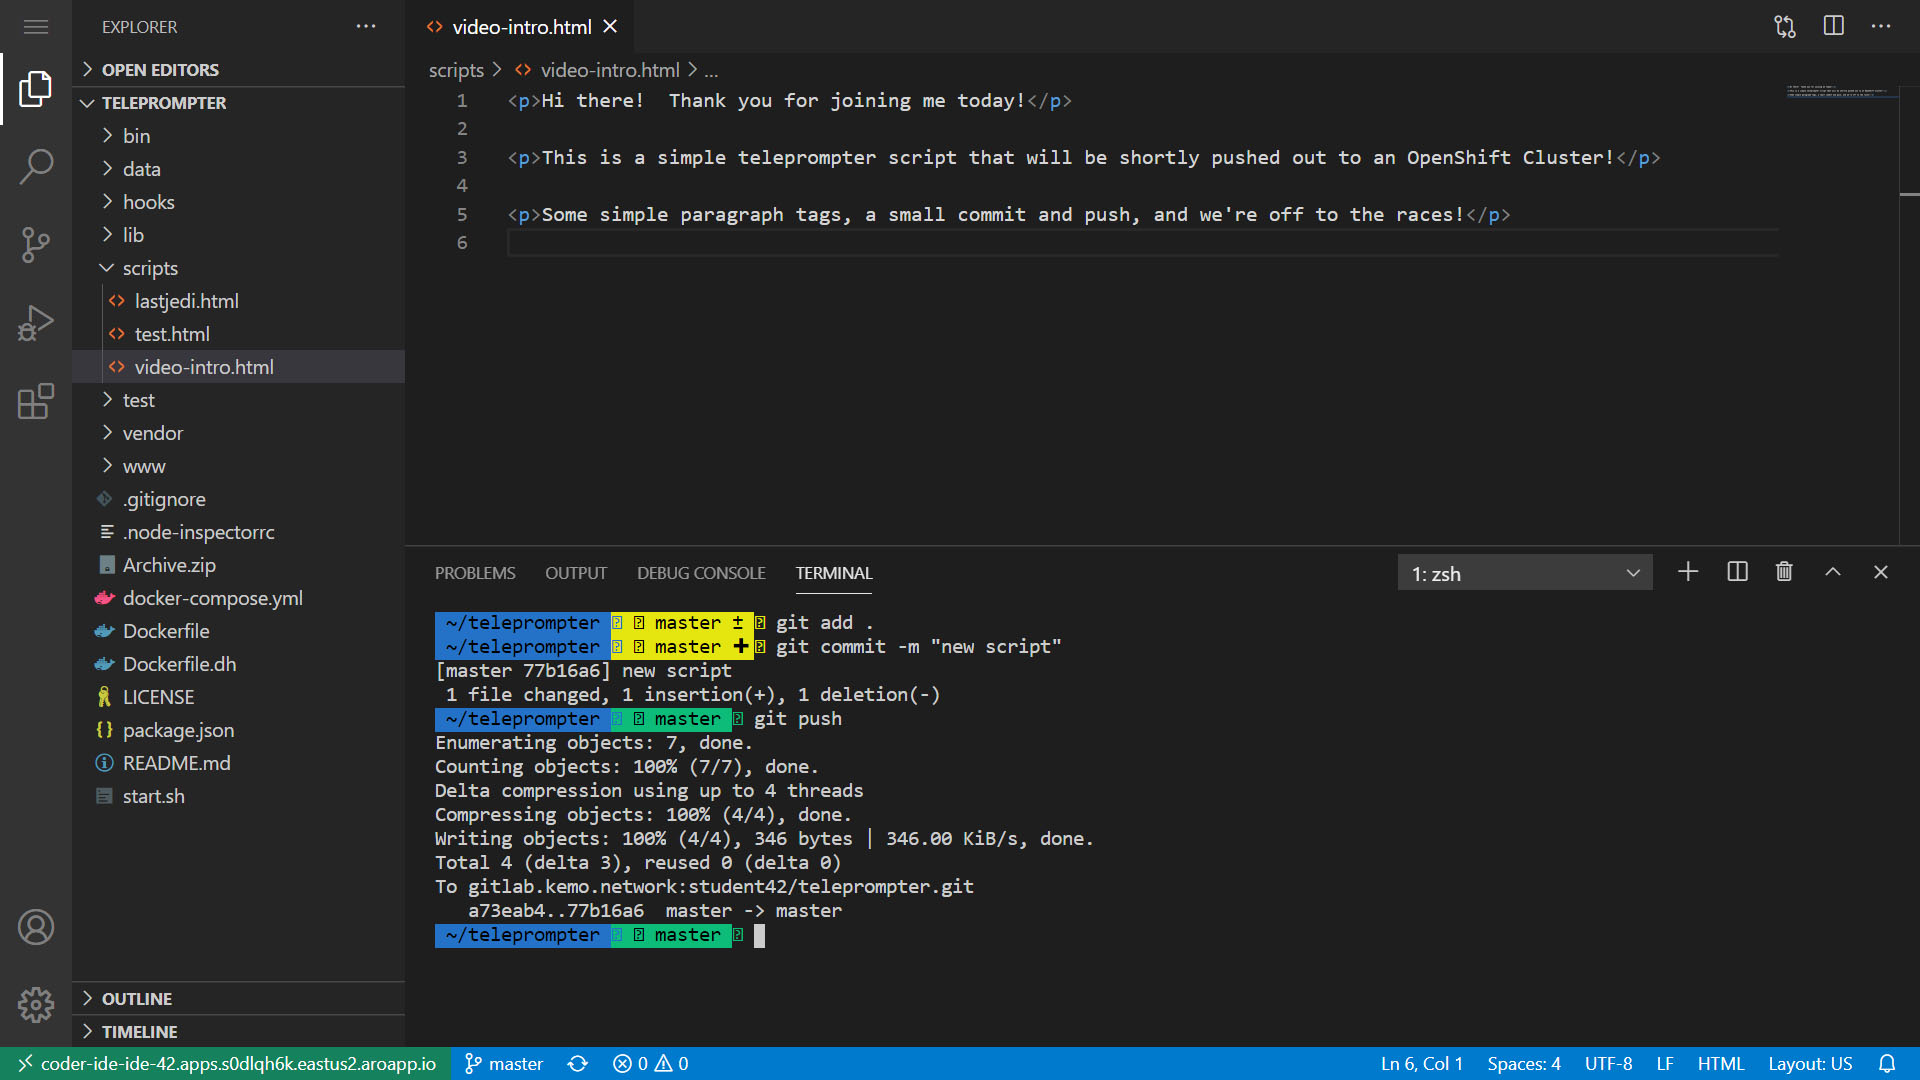 EXPLORER
OPEN EDITORS
TELEPROMPTER
bin
data
hooks
lib
scripts
lastjedi.html
test.html
video-intro.html
test
vendor
www
.gitignore
.node-inspectorrc
Archive.zip
docker-compose.yml
Dockerfile
Dockerfile.dh
LICENSE
package.json
README.md
start.sh
OUTLINE
TIMELINE
video-intro.html
scripts > video-intro.html > ...
1 <p>Hi there!  Thank you for joining me today!</p>
2
3 <p>This is a simple teleprompter script that will be shortly pushed out to an OpenShift Cluster!</p>
4
5 <p>Some simple paragraph tags, a small commit and push, and we're off to the races!</p>
6
PROBLEMS OUTPUT DEBUG CONSOLE TERMINAL 1: zsh
~/teleprompter master ± git add .
~/teleprompter master ✚ git commit -m "new script"
[master 77b16a6] new script
1 file changed, 1 insertion(+), 1 deletion(-)
~/teleprompter master git push
Enumerating objects: 7, done.
Counting objects: 100% (7/7), done.
Delta compression using up to 4 threads
Compressing objects: 100% (4/4), done.
Writing objects: 100% (4/4), 346 bytes | 346.00 KiB/s, done.
Total 4 (delta 3), reused 0 (delta 0)
To gitlab.kemo.network:student42/teleprompter.git
a73eab4..77b16a6  master -> master
~/teleprompter master
coder-ide-ide-42.apps.s0dlqh6k.eastus2.aroapp.io master 0 0 Ln 6, Col 1 Spaces: 4 UTF-8 LF HTML Layout: US